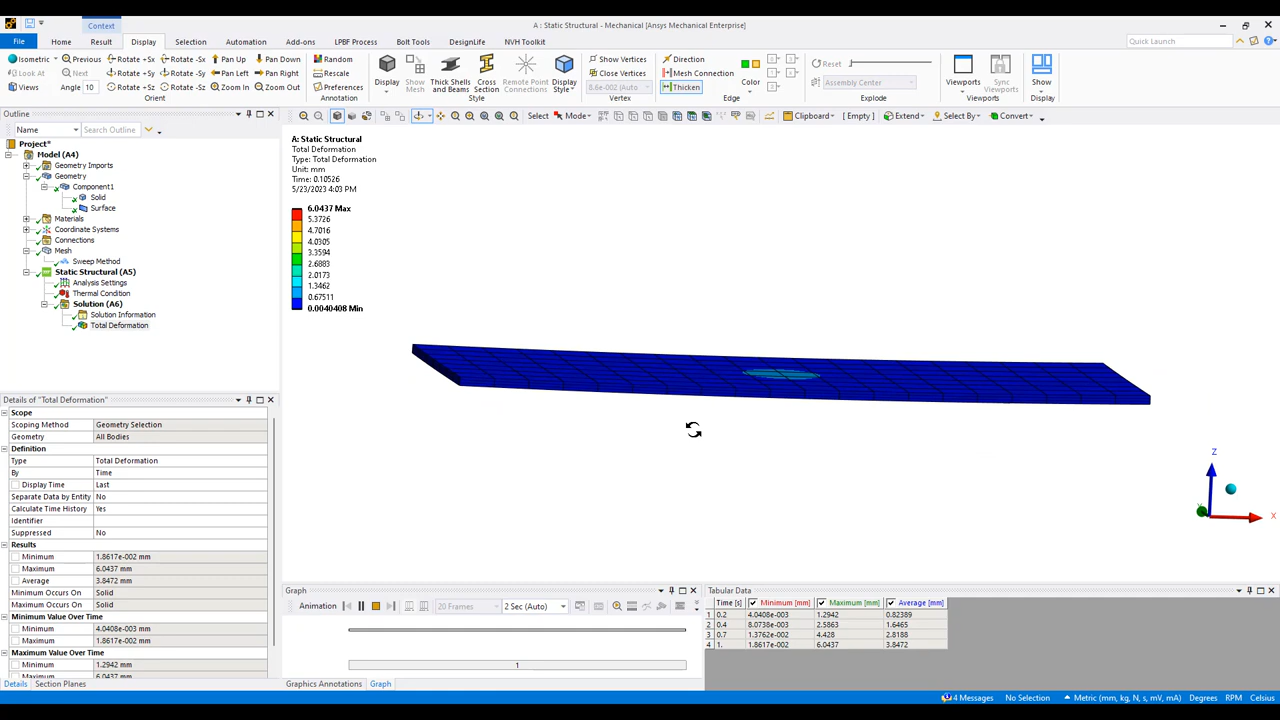 A : Static Structural - Mechanical [Ansys Mechanical Enterprise]
Context
File Home Result Display Selection Automation Add-ons LPBF Process Bolt Tools DesignLife NVH Toolkit
Quick Launch
Isometric Previous Rotate +Sx Rotate -Sx Pan Up Pan Down Random
Look At Next Rotate +Sy Rotate -Sy Pan Left Pan Right Rescale
Views Angle 10 Rotate +Sz Rotate -Sz Zoom In Zoom Out Preferences
Display Show Mesh Thick Shells and Beams Cross Section Remote Point Connections Display Style
Show Vertices
Close Vertices
8.6e-002 (Auto
Direction
Mesh Connection
Thicken
Color
Reset
Assembly Center
Viewports Sync Viewports Show
Orient Annotation Style Vertex Edge Explode Viewports Display
Outline
Select Mode Clipboard [ Empty ] Extend Select By Convert
Name Search Outline
Project*
Model (A4)
Geometry Imports
Geometry
Component1
Solid
Surface
Materials
Coordinate Systems
Connections
Mesh
Sweep Method
Static Structural (A5)
Analysis Settings
Thermal Condition
Solution (A6)
Solution Information
Total Deformation
A: Static Structural
Total Deformation
Type: Total Deformation
Unit: mm
Time: 0.10526
5/23/2023 4:03 PM
6.0437 Max
5.3726
4.7016
4.0305
3.3594
2.6883
2.0173
1.3462
0.67511
0.0040408 Min
Z
X
Details of "Total Deformation"
Scope
Scoping Method Geometry Selection
Geometry All Bodies
Definition
Type Total Deformation
By Time
Display Time Last
Separate Data by Entity No
Calculate Time History Yes
Identifier
Suppressed No
Results
Minimum 1.8617e-002 mm
Maximum 6.0437 mm
Average 3.8472 mm
Minimum Occurs On Solid
Maximum Occurs On Solid
Minimum Value Over Time
Minimum 4.0408e-003 mm
Maximum 1.8617e-002 mm
Maximum Value Over Time
Minimum 1.2942 mm
Maximum 6.0437 mm
Details Section Planes
Graph
Animation 20 Frames 2 Sec (Auto)
1
Graphics Annotations Graph
Tabular Data
Time [s] Minimum [mm] Maximum [mm] Average [mm]
1 0.2 4.0408e-003 1.2942 0.82389
2 0.4 8.0738e-003 2.5863 1.6465
3 0.7 1.3762e-002 4.428 2.8188
4 1. 1.8617e-002 6.0437 3.8472
4 Messages No Selection Metric (mm, kg, N, s, mV, mA) Degrees RPM Celsius